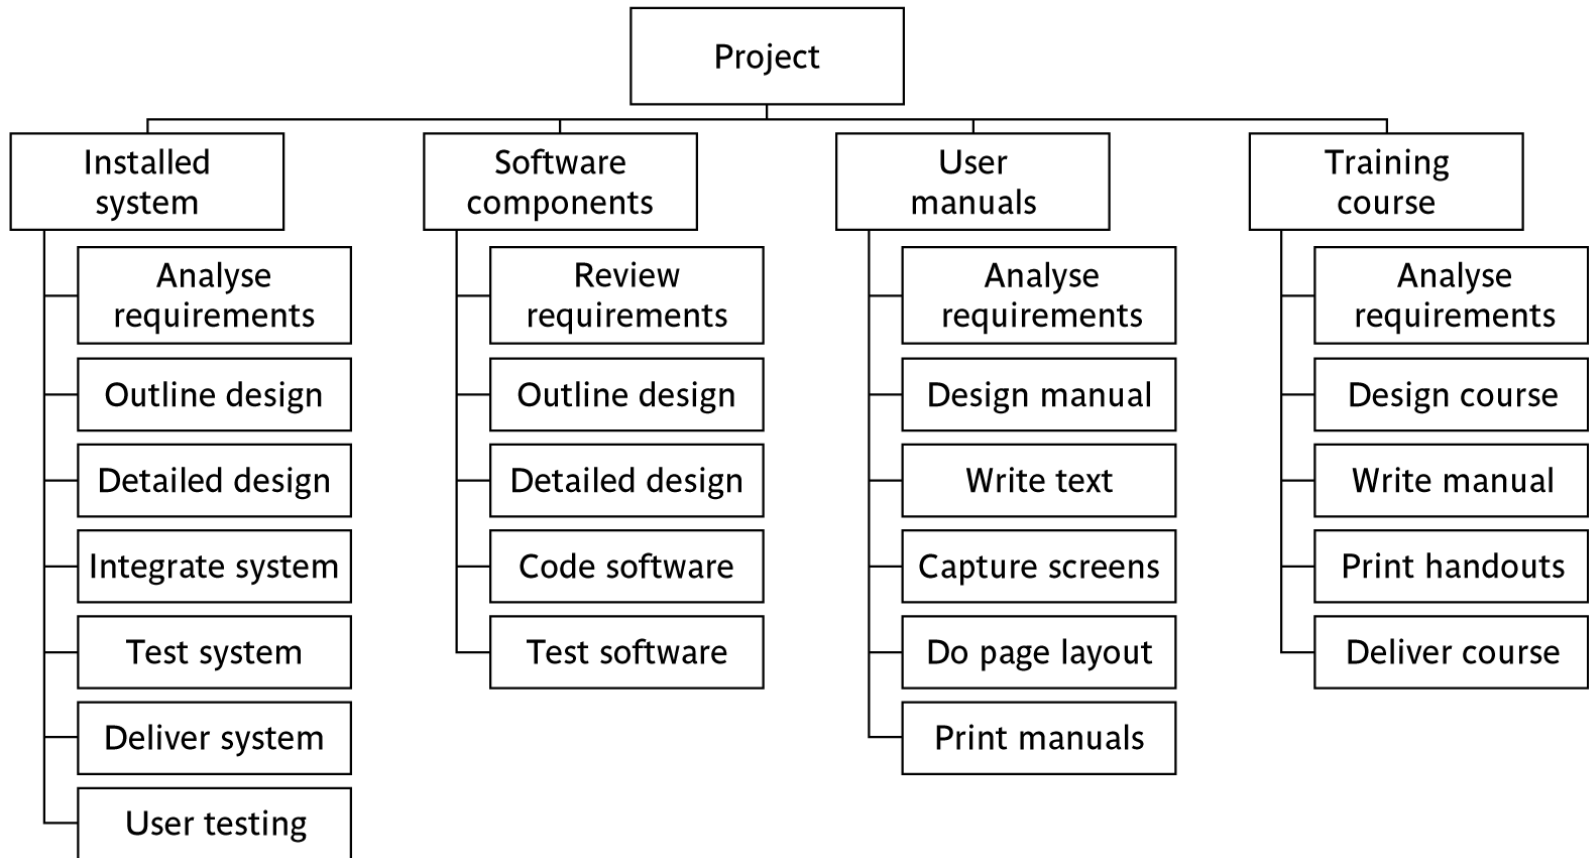 Project
Installed
system
Analyse
requirements
Outline design
Detailed design
Integrate system
Test system
Deliver system
User testing
Software
components
Review
requirements
Outline design
Detailed design
Code software
Test software
User
manuals
Analyse
requirements
Design manual
Write text
Capture screens
Do page layout
Print manuals
Training
course
Analyse
requirements
Design course
Write manual
Print handouts
Deliver course